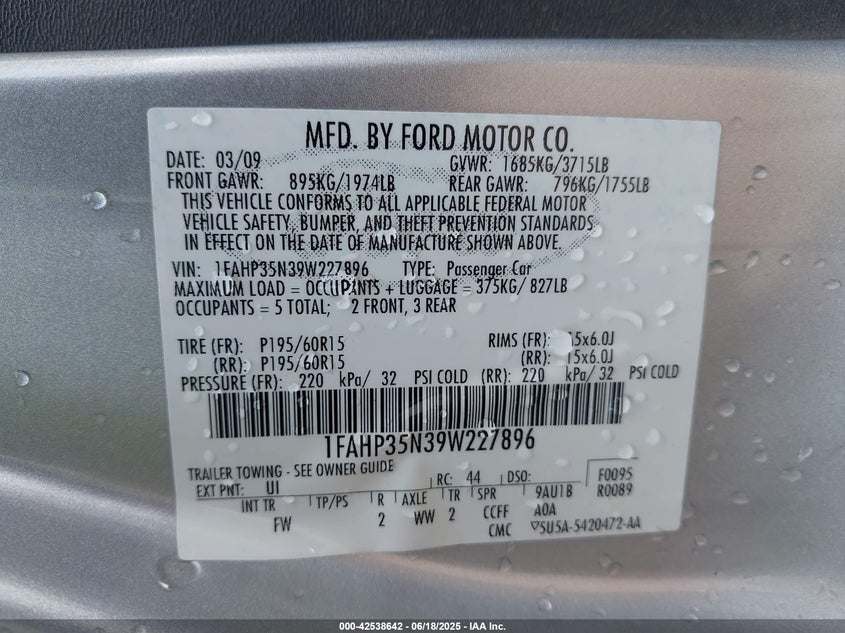 MFD. BY FORD MOTOR CO.
DATE: 03/09 GVWR: 1685KG/3715LB
FRONT GAWR: 895KG/1974LB REAR GAWR: 796KG/1755LB
THIS VEHICLE CONFORMS TO ALL APPLICABLE FEDERAL MOTOR
VEHICLE SAFETY, BUMPER, AND THEFT PREVENTION STANDARDS
IN EFFECT ON THE DATE OF MANUFACTURE SHOWN ABOVE.
VIN: 1FAHP35N39W227896 TYPE: Passenger Car
MAXIMUM LOAD = OCCUPANTS + LUGGAGE = 375KG/ 827LB
OCCUPANTS = 5 TOTAL; 2 FRONT, 3 REAR
TIRE (FR): P195/60R15 RIMS (FR): 15x6.0J
(RR): P195/60R15 (RR): 15x6.0J
PRESSURE (FR): 220 kPa/ 32 PSI COLD (RR): 220 kPa/ 32 PSI COLD
1FAHP35N39W227896
TRAILER TOWING - SEE OWNER GUIDE
EXT PNT: UI RC: 44 DSO: F0095
INT TR TP/PS R AXLE TR SPR 9AU1B R0089
FW 2 WW 2 CCFF A0A
CMC ▽5U5A-5420472-AA
000-42538642 - 06/18/2025 - IAA Inc.